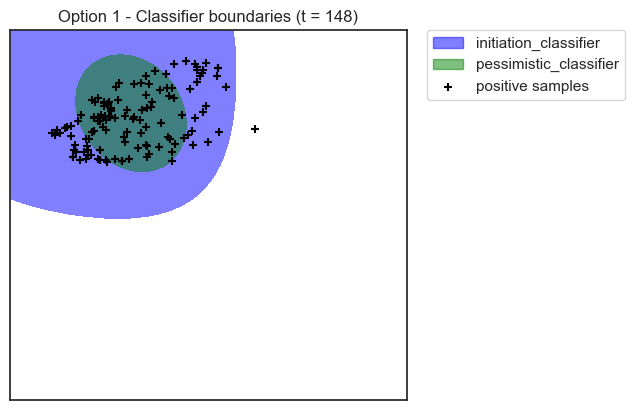 Option 1 - Classifier boundaries (t = 148)
initiation_classifier
pessimistic_classifier
positive samples